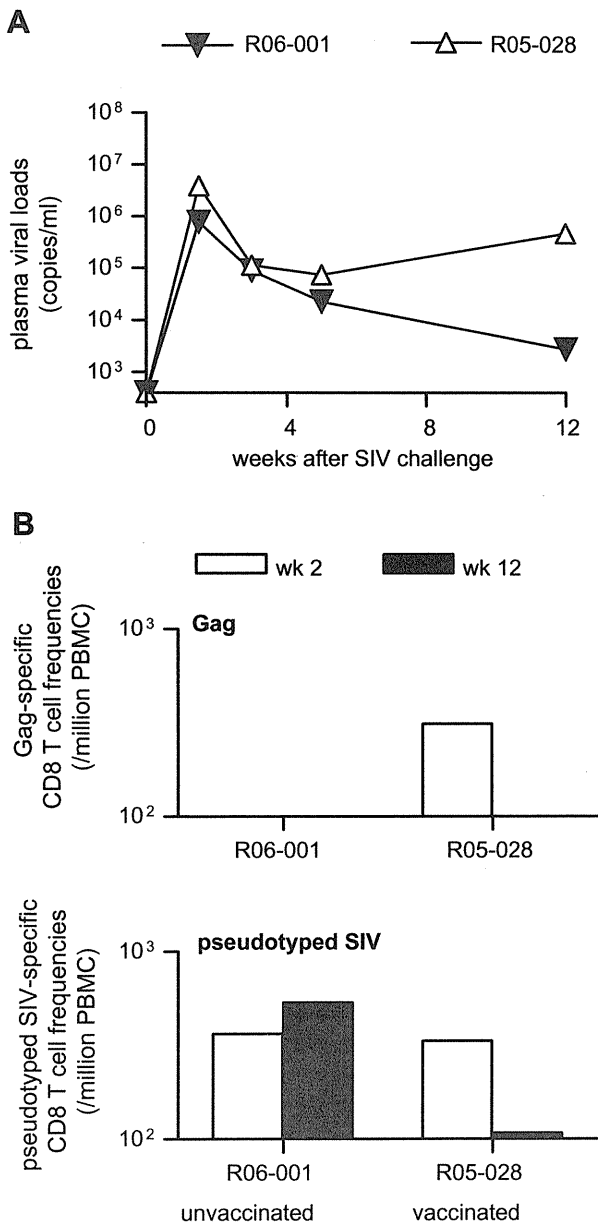 A
R06-001 R05-028
plasma viral loads
(copies/ml)
10⁸
10⁷
10⁶
10⁵
10⁴
10³
0 4 8 12
weeks after SIV challenge
B
wk 2 wk 12
Gag-specific
CD8 T cell frequencies
(/million PBMC)
Gag
10³
10²
R06-001 R05-028
pseudotyped SIV-specific
CD8 T cell frequencies
(/million PBMC)
pseudotyped SIV
10³
10²
R06-001 R05-028
unvaccinated vaccinated